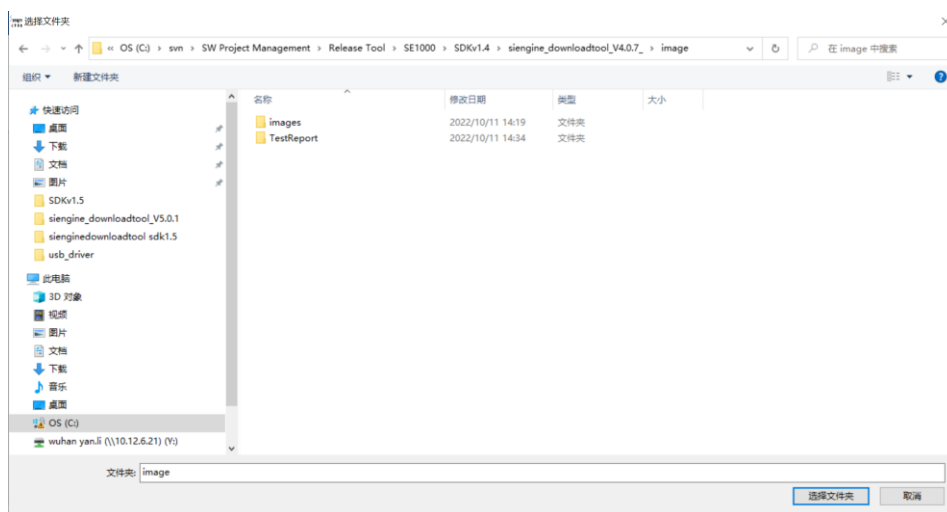 选择文件夹
« OS (C:) › svn › SW Project Management › Release Tool › SE1000 › SDKv1.4 › siengine_downloadtool_V4.0.7_ › image
在 image 中搜索
组织 新建文件夹
名称 修改日期 类型 大小
images 2022/10/11 14:19 文件夹
TestReport 2022/10/11 14:34 文件夹
快速访问
桌面
下载
文档
图片
SDKv1.5
siengine_downloadtool_V5.0.1
sienginedownloadtool sdk1.5
usb_driver
此电脑
3D 对象
视频
图片
文档
下载
音乐
桌面
OS (C:)
wuhan yan.li (\\10.12.6.21) (Y:)
文件夹: image
选择文件夹 取消